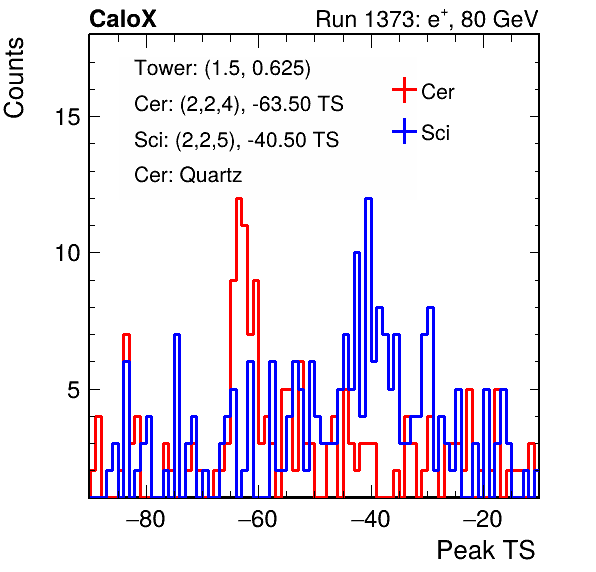 CaloX Run 1373: e⁺, 80 GeV
Counts
Tower: (1.5, 0.625)
Cer: (2,2,4), -63.50 TS
Sci: (2,2,5), -40.50 TS
Cer: Quartz
Cer
Sci
15
10
5
−80 −60 −40 −20
Peak TS